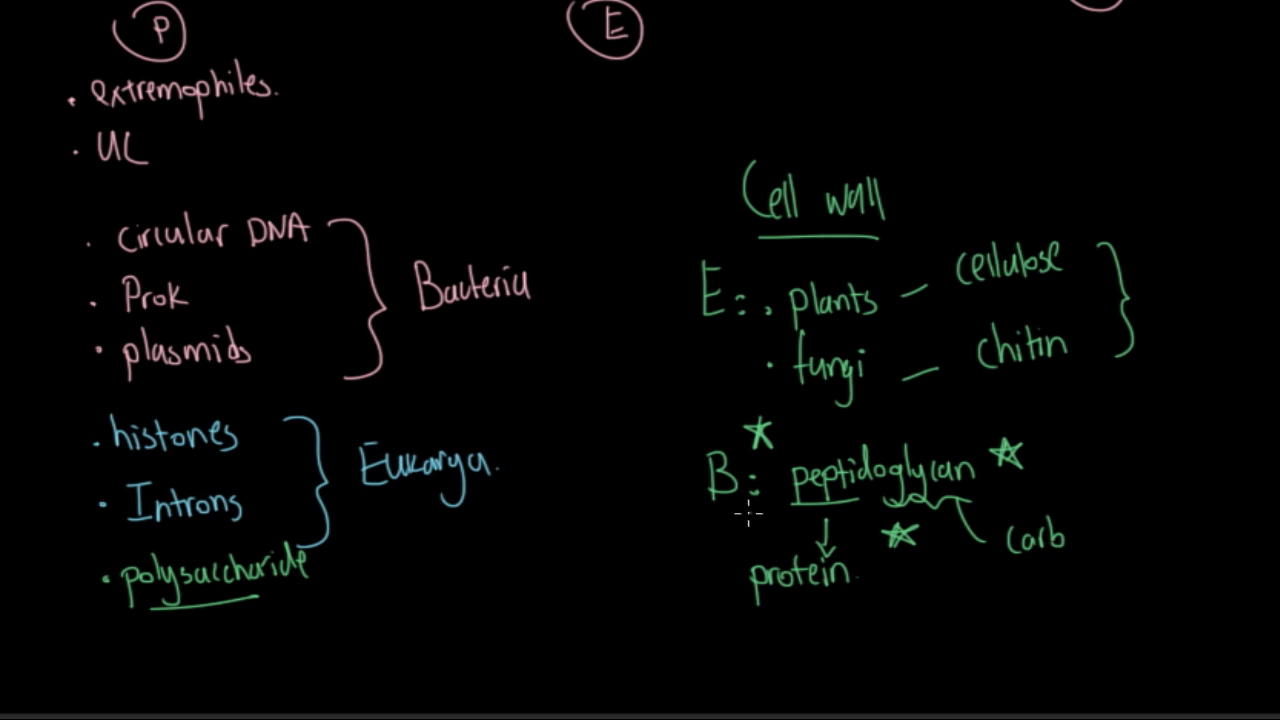 P
E
• extremophiles.
• UC
• circular DNA
• Prok
• plasmids
Bacteria
• histones
• Introns
Eukarya.
• polysaccharide
Cell wall
E: • plants – cellulose
• fungi – chitin
B: peptidoglycan
carb
protein.